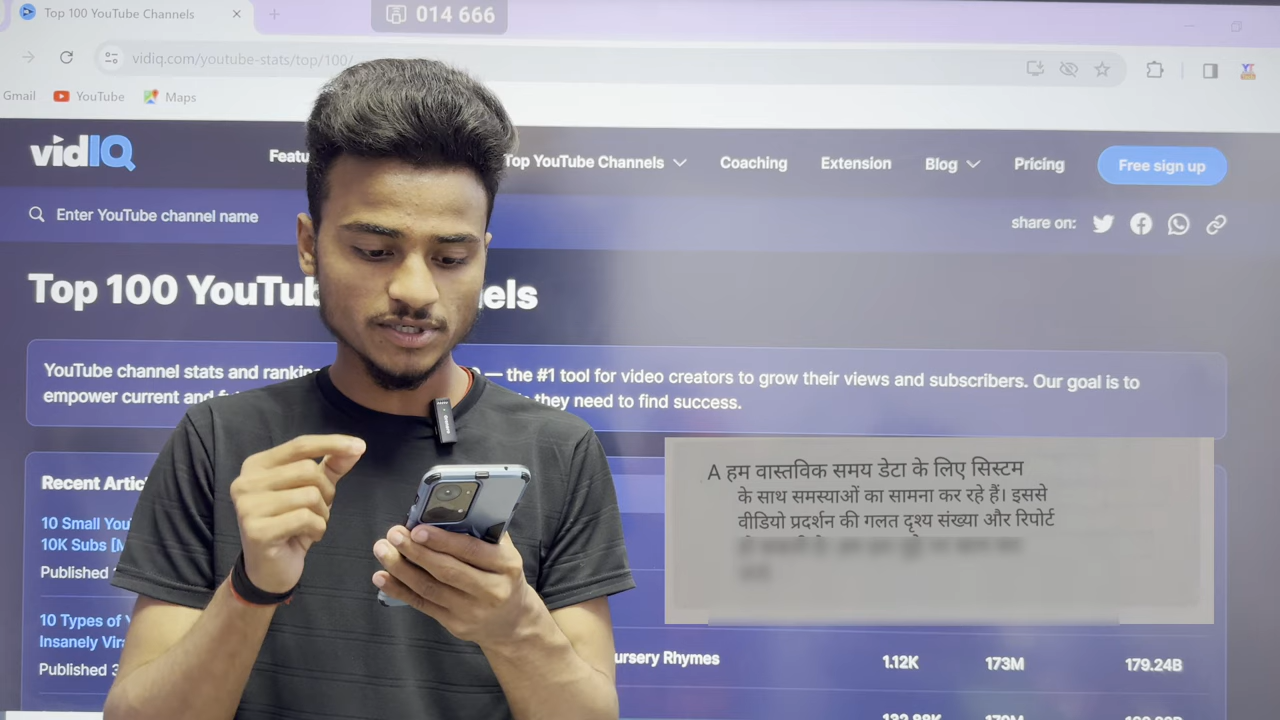 Top 100 YouTube Channels
014 666
vidiq.com/youtube-stats/top/100/
Gmail YouTube Maps
vidIQ
Featu
Top YouTube Channels Coaching Extension Blog Pricing Free sign up
Enter YouTube channel name
share on:
Top 100 YouTub
els
YouTube channel stats and rankin
— the #1 tool for video creators to grow their views and subscribers. Our goal is to
empower current and
they need to find success.
A हम वास्तविक समय डेटा के लिए सिस्टम
के साथ समस्याओं का सामना कर रहे हैं। इससे
वीडियो प्रदर्शन की गलत दृश्य संख्या और रिपोर्ट
Recent Artic
10 Small You
10K Subs [
Published
10 Types of
Insanely Vira
Published 3
ursery Rhymes 1.12K 173M 179.24B